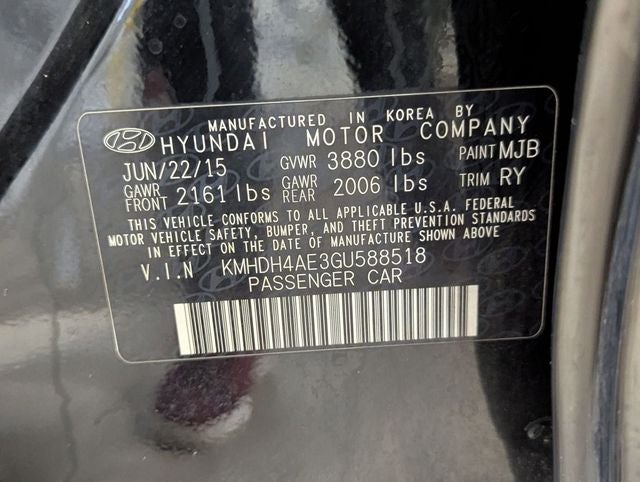 MANUFACTURED IN KOREA BY
HYUNDAI MOTOR COMPANY
JUN/22/15 GVWR 3880 lbs PAINT MJB
GAWR FRONT 2161 lbs GAWR REAR 2006 lbs TRIM RY
THIS VEHICLE CONFORMS TO ALL APPLICABLE U.S.A. FEDERAL
MOTOR VEHICLE SAFETY, BUMPER, AND THEFT PREVENTION STANDARDS
IN EFFECT ON THE DATE OF MANUFACTURE SHOWN ABOVE
V.I.N KMHDH4AE3GU588518
PASSENGER CAR